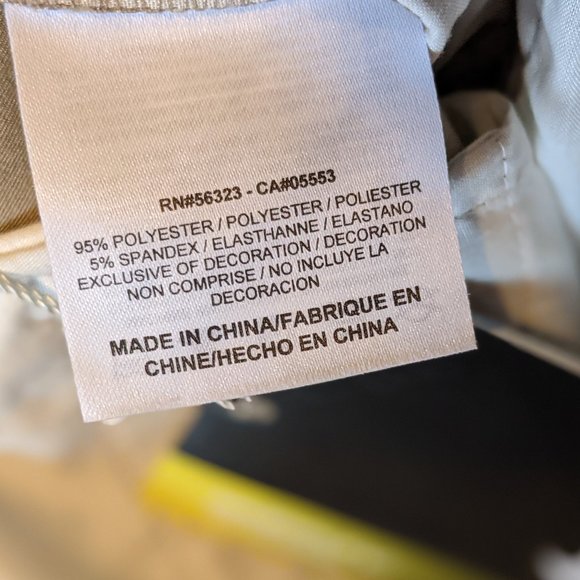 RN#56323 - CA#05553
95% POLYESTER / POLYESTER / POLIESTER
5% SPANDEX / ELASTHANNE / ELASTANO
EXCLUSIVE OF DECORATION / DECORATION
NON COMPRISE / NO INCLUYE LA
DECORACION
MADE IN CHINA/FABRIQUE EN
CHINE/HECHO EN CHINA